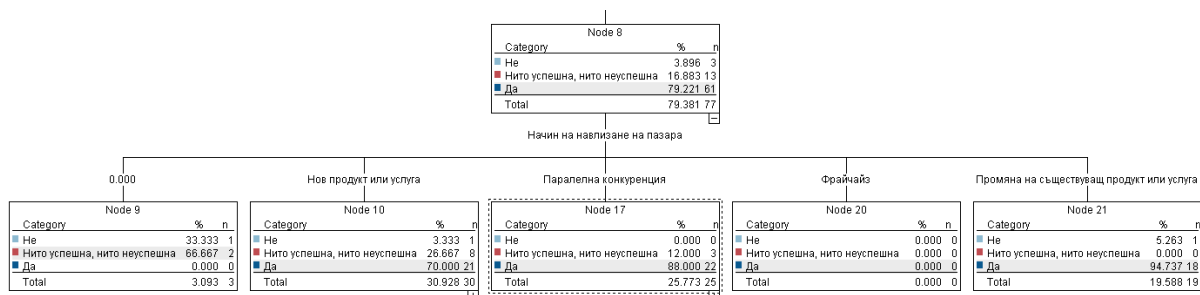 Node 8
Category % n
Не 3.896 3
Нито успешна, нито неуспешна 16.883 13
Да 79.221 61
Total 79.381 77
Начин на навлизане на пазара
0.000
Нов продукт или услуга
Паралелна конкуренция
Фрайчайз
Промяна на съществуващ продукт или услуга
Node 9
Category % n
Не 33.333 1
Нито успешна, нито неуспешна 66.667 2
Да 0.000 0
Total 3.093 3
Node 10
Category % n
Не 3.333 1
Нито успешна, нито неуспешна 26.667 8
Да 70.000 21
Total 30.928 30
Node 17
Category % n
Не 0.000 0
Нито успешна, нито неуспешна 12.000 3
Да 88.000 22
Total 25.773 25
Node 20
Category % n
Не 0.000 0
Нито успешна, нито неуспешна 0.000 0
Да 0.000 0
Total 0.000 0
Node 21
Category % n
Не 5.263 1
Нито успешна, нито неуспешна 0.000 0
Да 94.737 18
Total 19.588 19